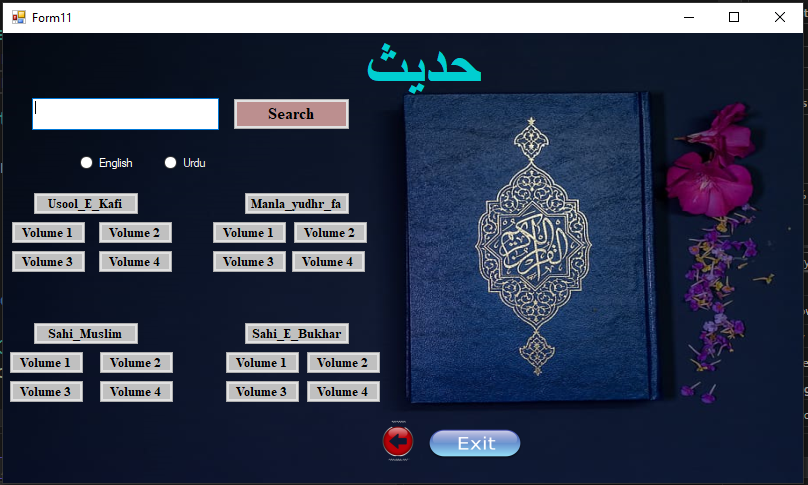 Form11
حديث
Search
English Urdu
Usool_E_Kafi Manla_yudhr_fa
Volume 1 Volume 2 Volume 1 Volume 2
Volume 3 Volume 4 Volume 3 Volume 4
Sahi_Muslim Sahi_E_Bukhar
Volume 1 Volume 2 Volume 1 Volume 2
Volume 3 Volume 4 Volume 3 Volume 4
القرآن الكريم
Exit